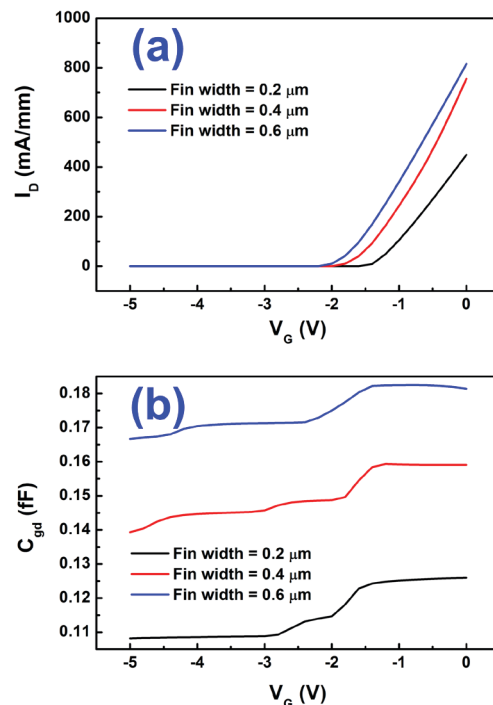 (a)
1000
800
600
400
200
0
I_D (mA/mm)
Fin width = 0.2 μm
Fin width = 0.4 μm
Fin width = 0.6 μm
-5 -4 -3 -2 -1 0
V_G (V)
(b)
0.18
0.17
0.16
0.15
0.14
0.13
0.12
0.11
C_gd (fF)
Fin width = 0.2 μm
Fin width = 0.4 μm
Fin width = 0.6 μm
-5 -4 -3 -2 -1 0
V_G (V)